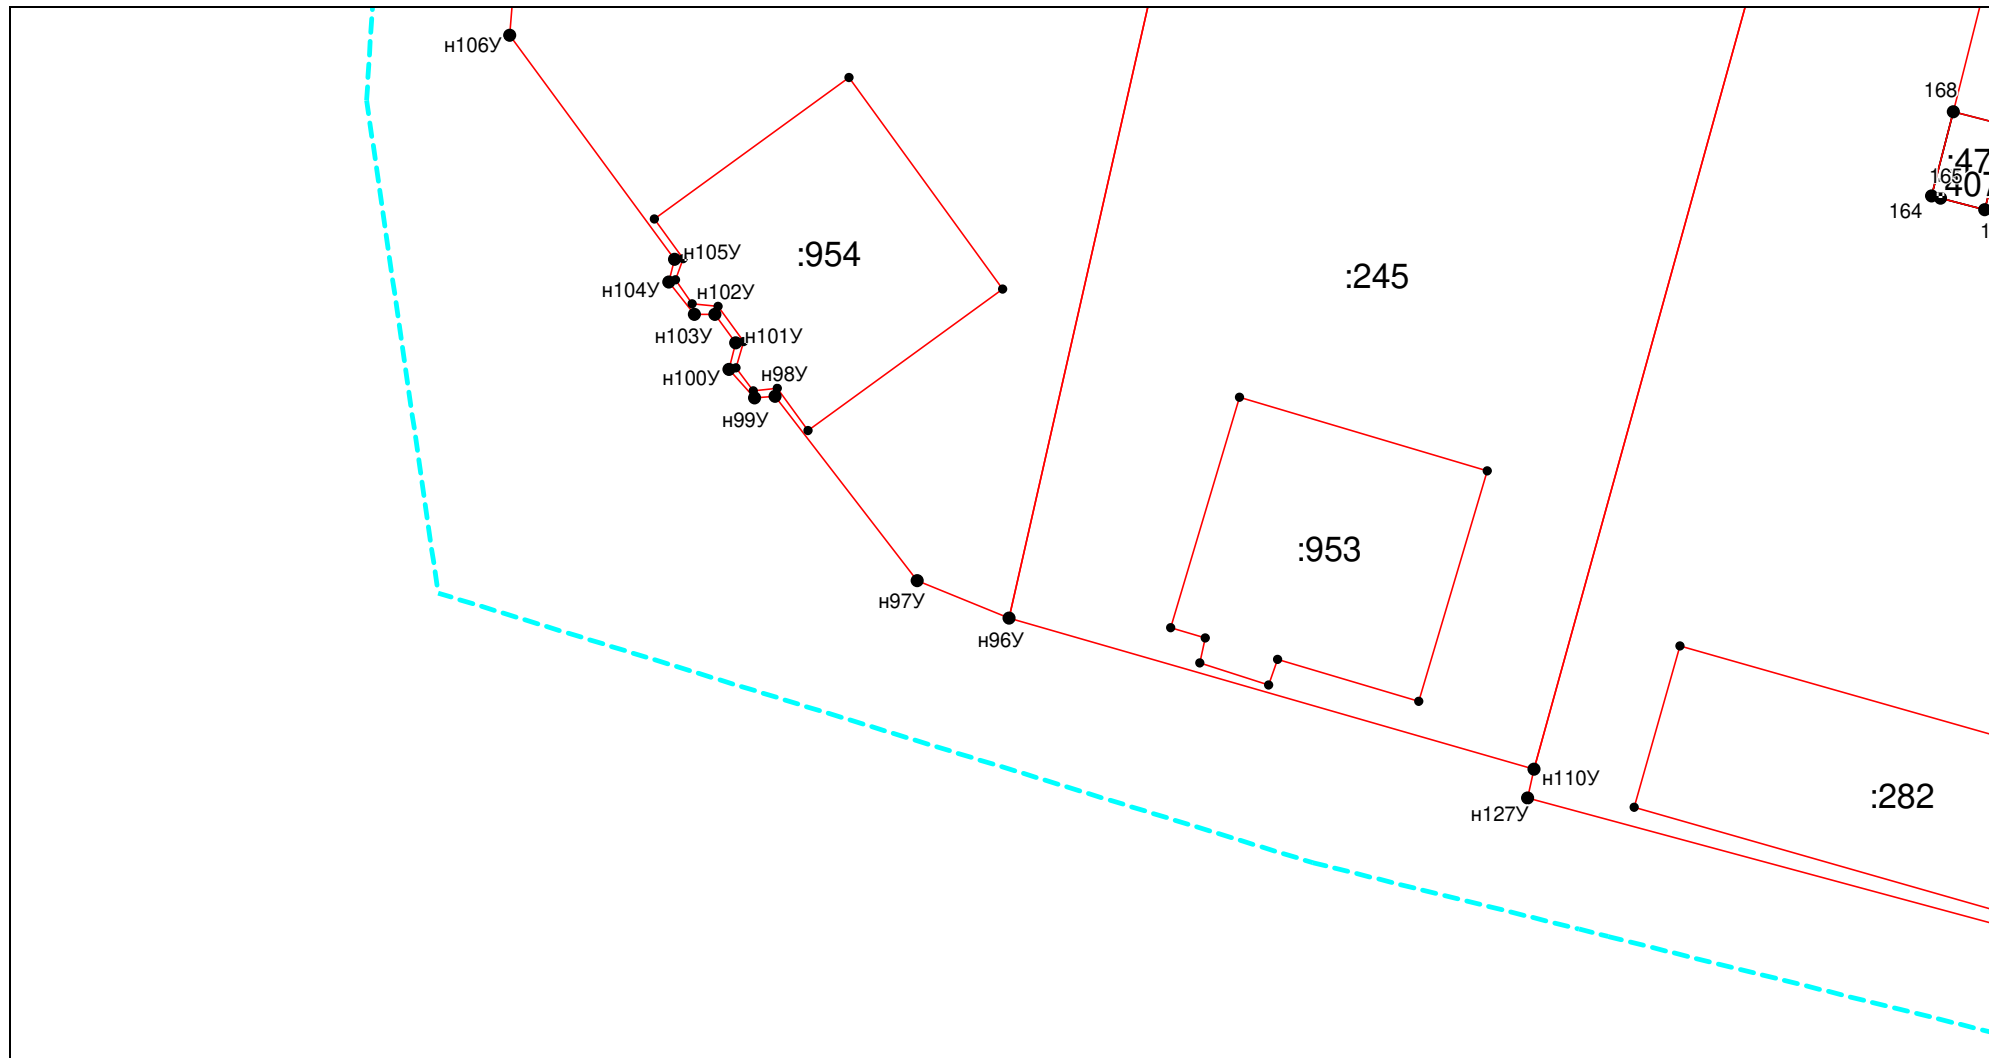 н106У
168
:47
165
:407
164
1
н105У
:954
н104У
н102У
:245
н103У
н101У
н100У
н98У
н99У
:953
н97У
н96У
н110У
н127У
:282